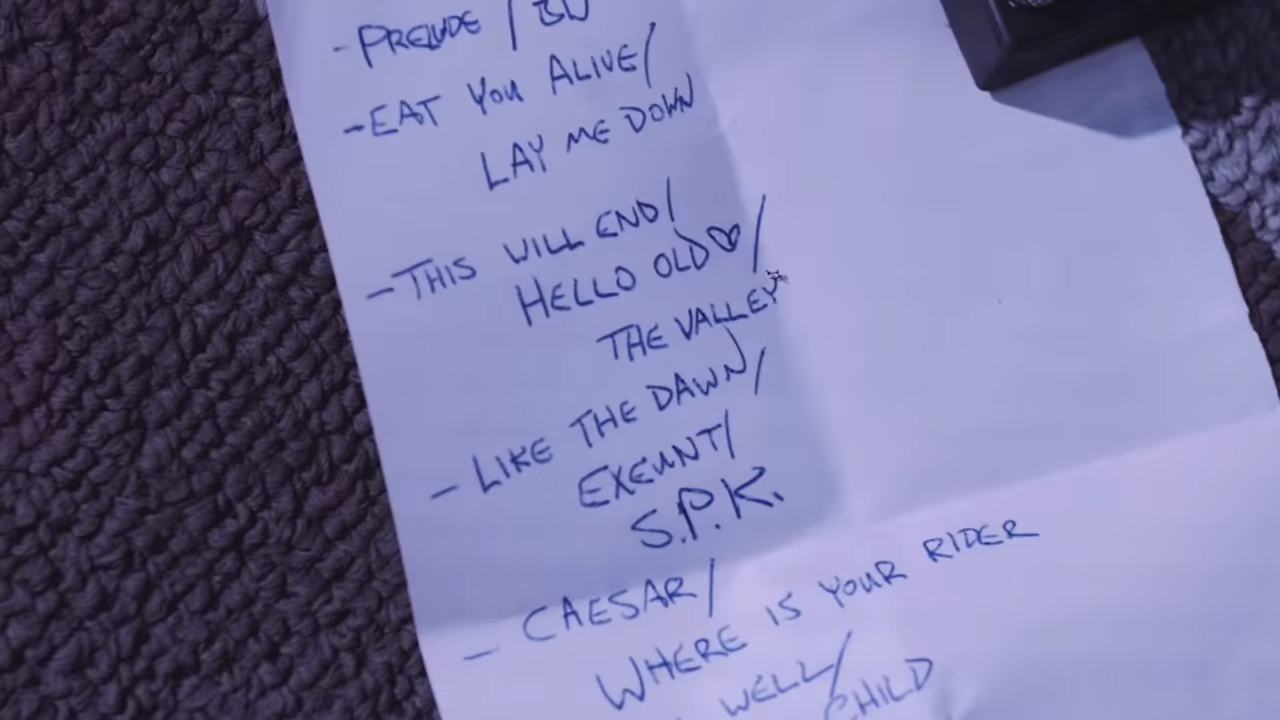 - PRELUDE /
- EAT YOU ALIVE/
LAY ME DOWN
- THIS WILL END/
HELLO OLD ♡/
THE VALLEY
- LIKE THE DAWN/
EXEUNT/
S.P.K.
- CAESAR/
WHERE IS YOUR RIDER
WELL/
CHILD